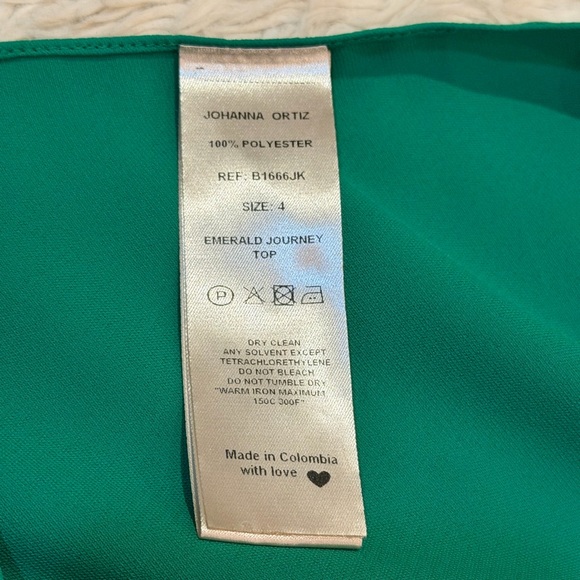 JOHANNA ORTIZ
100% POLYESTER
REF: B1666JK
SIZE: 4
EMERALD JOURNEY
TOP
P
DRY CLEAN
ANY SOLVENT EXCEPT
TETRACHLORETHYLENE
DO NOT BLEACH
DO NOT TUMBLE DRY
"WARM IRON MAXIMUM
150C 300F"
Made in Colombia
with love